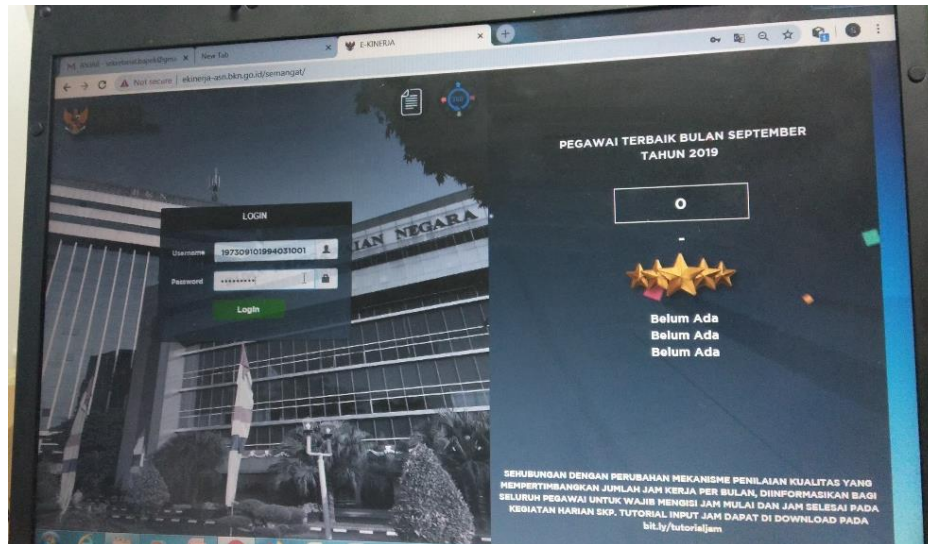 New Tab
E-KINERJA
Not secure | ekinerja-asn.bkn.go.id/semangat/
IAN NEGARA
LOGIN
Username 197309101994031001
Password
Login
PEGAWAI TERBAIK BULAN SEPTEMBER
TAHUN 2019
0
-
Belum Ada
Belum Ada
Belum Ada
SEHUBUNGAN DENGAN PERUBAHAN MEKANISME PENILAIAN KUALITAS YANG
MEMPERTIMBANGKAN JUMLAH JAM KERJA PER BULAN, DIINFORMASIKAN BAGI
SELURUH PEGAWAI UNTUK WAJIB MENGISI JAM MULAI DAN JAM SELESAI PADA
KEGIATAN HARIAN SKP. TUTORIAL INPUT JAM DAPAT DI DOWNLOAD PADA
bit.ly/tutorialjam